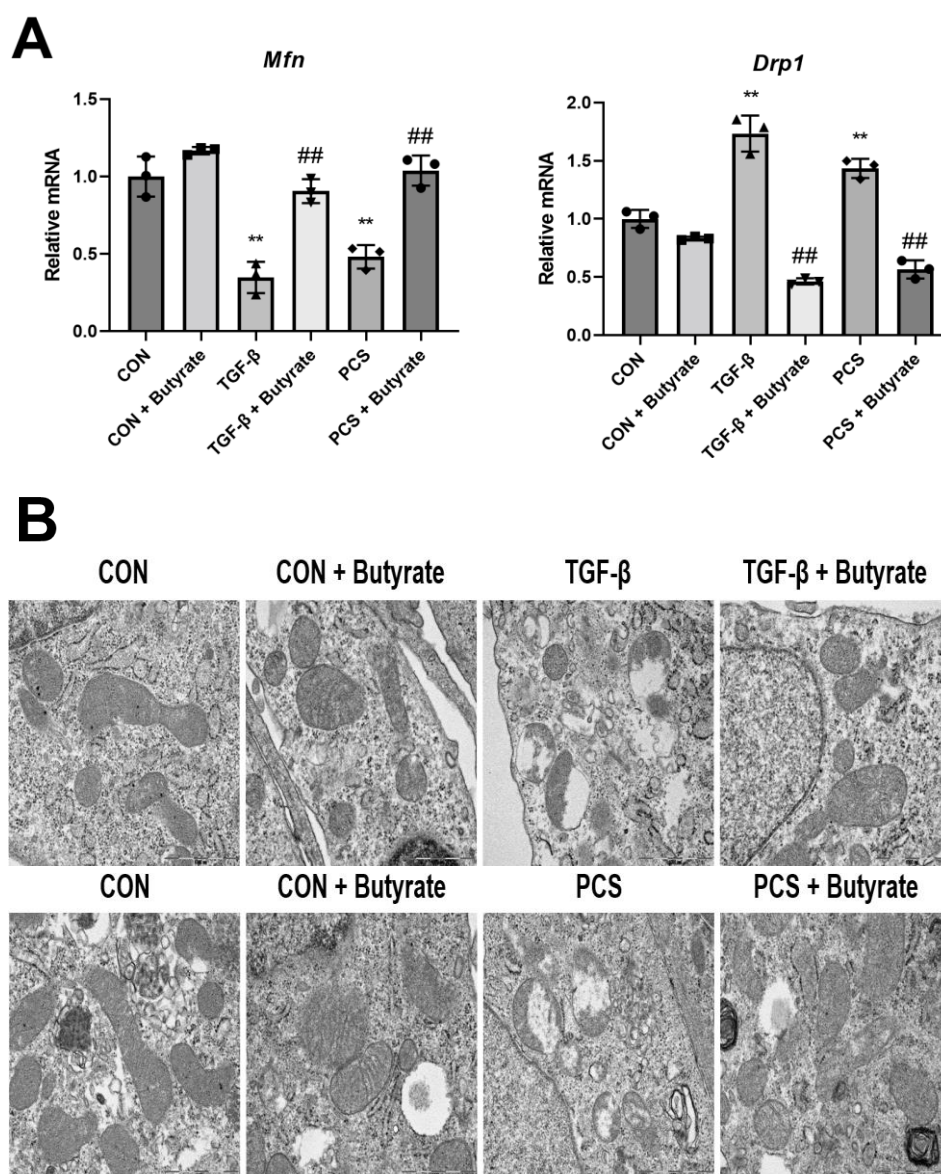 A
Mfn
Relative mRNA
1.5
1.0
0.5
0.0
**
##
**
##
CON
CON + Butyrate
TGF-β
TGF-β + Butyrate
PCS
PCS + Butyrate
Drp1
Relative mRNA
2.0
1.5
1.0
0.5
0.0
**
##
**
##
CON
CON + Butyrate
TGF-β
TGF-β + Butyrate
PCS
PCS + Butyrate
B
CON
CON + Butyrate
TGF-β
TGF-β + Butyrate
CON
CON + Butyrate
PCS
PCS + Butyrate